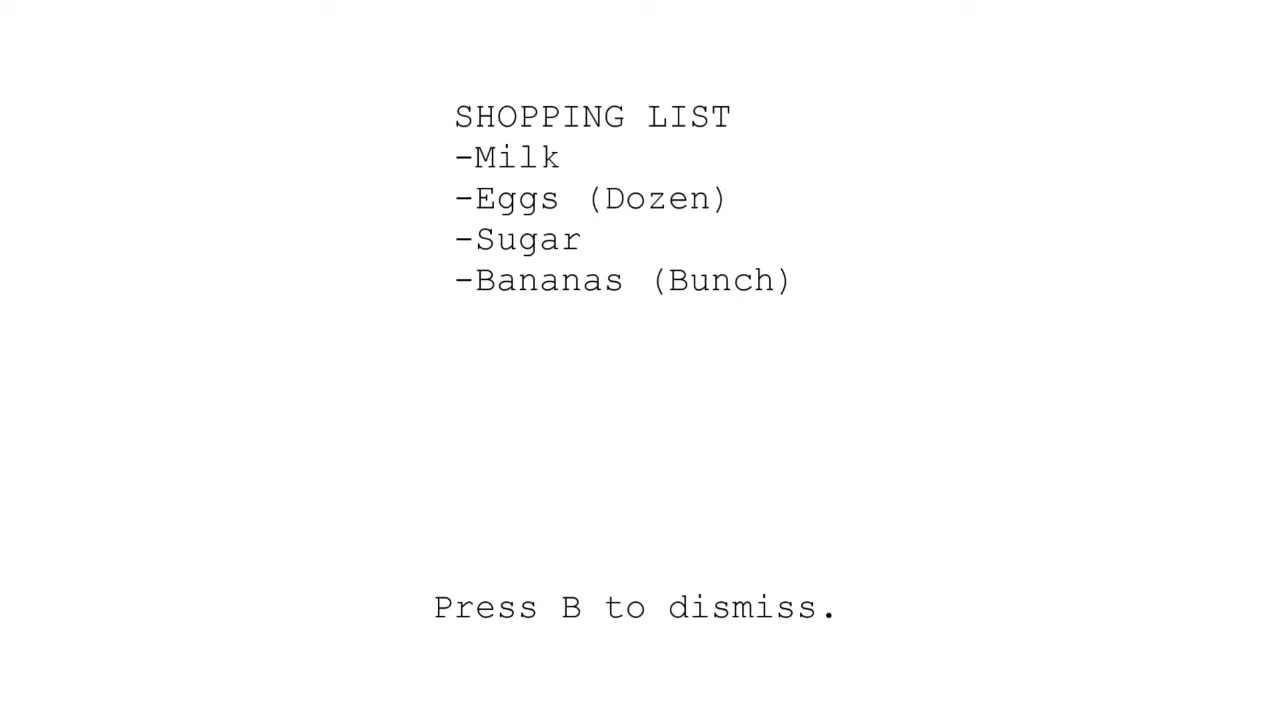 SHOPPING LIST
-Milk
-Eggs (Dozen)
-Sugar
-Bananas (Bunch)
Press B to dismiss.